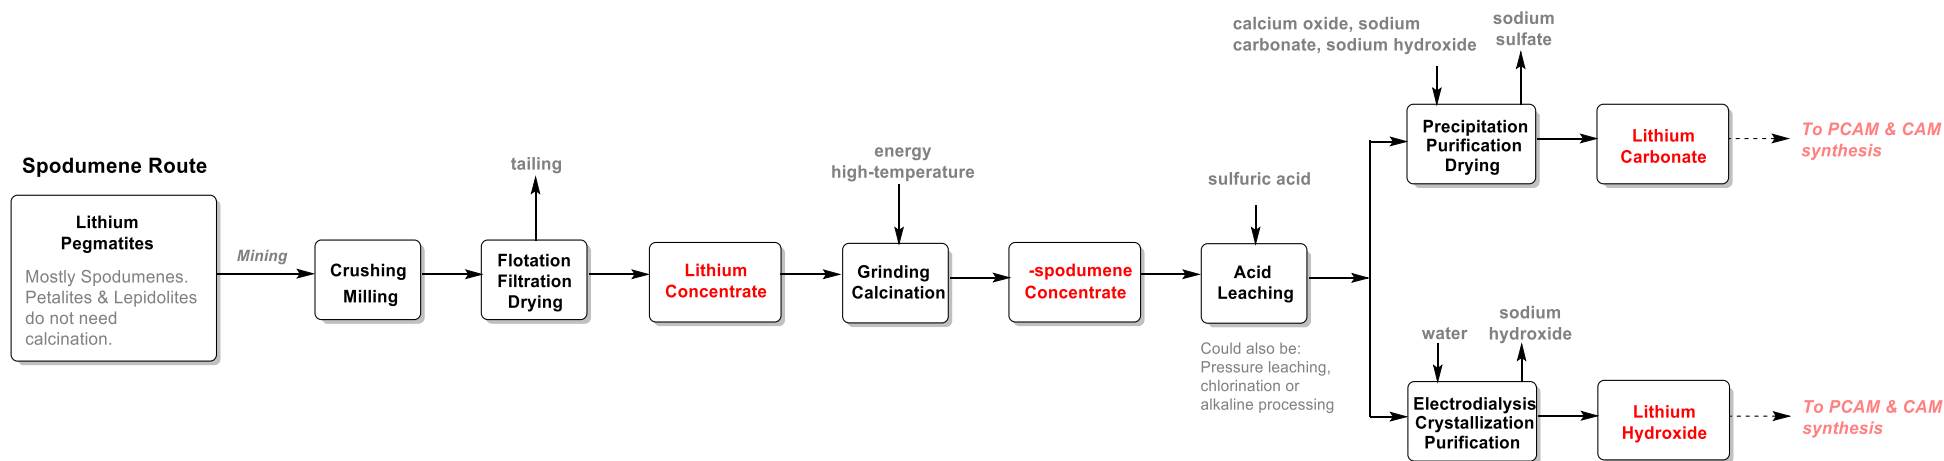 Spodumene Route
Lithium
Pegmatites
Mostly Spodumenes.
Petalites & Lepidolites
do not need
calcination.
Mining
Crushing
Milling
tailing
Flotation
Filtration
Drying
Lithium
Concentrate
energy
high-temperature
Grinding
Calcination
-spodumene
Concentrate
sulfuric acid
Acid
Leaching
Could also be:
Pressure leaching,
chlorination or
alkaline processing
calcium oxide, sodium
carbonate, sodium hydroxide
sodium
sulfate
Precipitation
Purification
Drying
Lithium
Carbonate
To PCAM & CAM
synthesis
water
sodium
hydroxide
Electrodialysis
Crystallization
Purification
Lithium
Hydroxide
To PCAM & CAM
synthesis